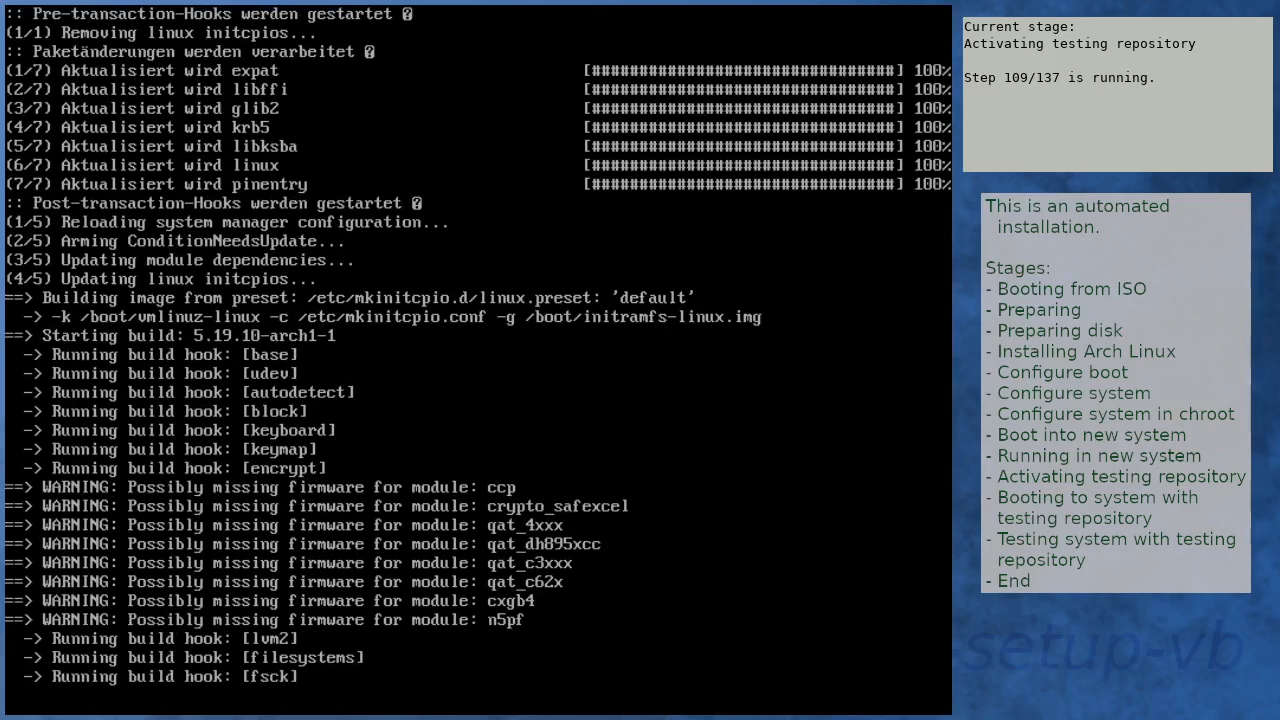 :: Pre-transaction-Hooks werden gestartet �
(1/1) Removing linux initcpios...
:: Paketänderungen werden verarbeitet �
(1/7) Aktualisiert wird expat [################################] 100%
(2/7) Aktualisiert wird libffi [################################] 100%
(3/7) Aktualisiert wird glib2 [################################] 100%
(4/7) Aktualisiert wird krb5 [################################] 100%
(5/7) Aktualisiert wird libksba [################################] 100%
(6/7) Aktualisiert wird linux [################################] 100%
(7/7) Aktualisiert wird pinentry [################################] 100%
:: Post-transaction-Hooks werden gestartet �
(1/5) Reloading system manager configuration...
(2/5) Arming ConditionNeedsUpdate...
(3/5) Updating module dependencies...
(4/5) Updating linux initcpios...
==> Building image from preset: /etc/mkinitcpio.d/linux.preset: 'default'
-> -k /boot/vmlinuz-linux -c /etc/mkinitcpio.conf -g /boot/initramfs-linux.img
==> Starting build: 5.19.10-arch1-1
-> Running build hook: [base]
-> Running build hook: [udev]
-> Running build hook: [autodetect]
-> Running build hook: [block]
-> Running build hook: [keyboard]
-> Running build hook: [keymap]
-> Running build hook: [encrypt]
==> WARNING: Possibly missing firmware for module: ccp
==> WARNING: Possibly missing firmware for module: crypto_safexcel
==> WARNING: Possibly missing firmware for module: qat_4xxx
==> WARNING: Possibly missing firmware for module: qat_dh895xcc
==> WARNING: Possibly missing firmware for module: qat_c3xxx
==> WARNING: Possibly missing firmware for module: qat_c62x
==> WARNING: Possibly missing firmware for module: cxgb4
==> WARNING: Possibly missing firmware for module: n5pf
-> Running build hook: [lvm2]
-> Running build hook: [filesystems]
-> Running build hook: [fsck]
Current stage:
Activating testing repository
Step 109/137 is running.
This is an automated
installation.
Stages:
- Booting from ISO
- Preparing
- Preparing disk
- Installing Arch Linux
- Configure boot
- Configure system
- Configure system in chroot
- Boot into new system
- Running in new system
- Activating testing repository
- Booting to system with
testing repository
- Testing system with testing
repository
- End
setup-vb